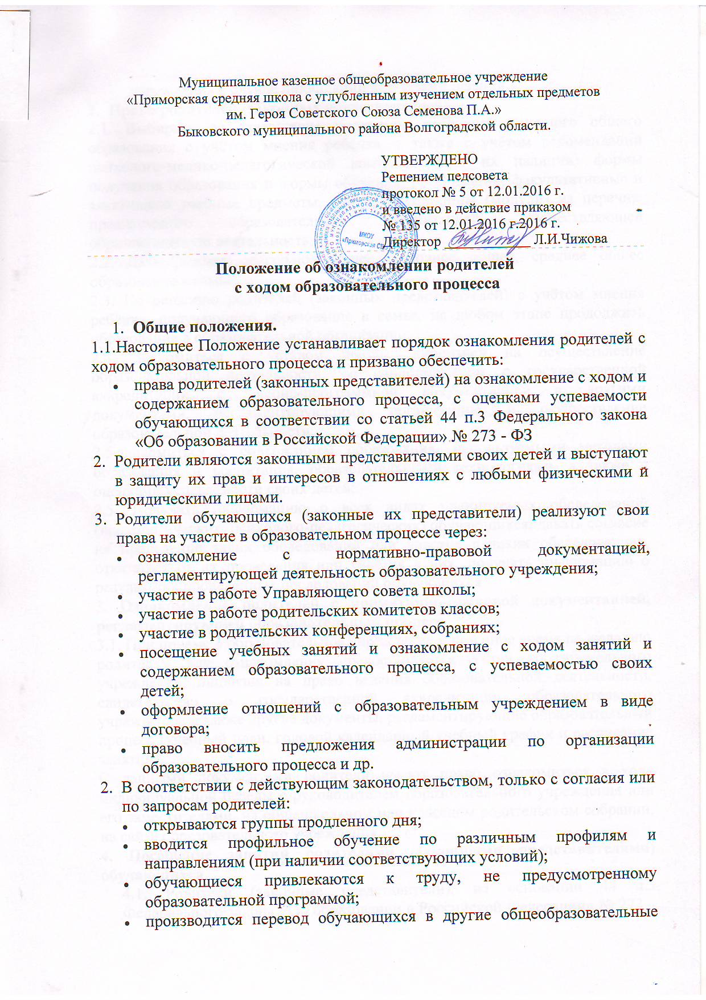 Муниципальное казенное общеобразовательное учреждение
«Приморская средняя школа с углубленным изучением отдельных предметов
им. Героя Советского Союза Семенова П.А.»
Быковского муниципального района Волгоградской области.
УТВЕРЖДЕНО
Решением педсовета
протокол № 5 от 12.01.2016 г.
и введено в действие приказом
№ 135 от 12.01.2016 г.2016 г.
Директор ____________ Л.И.Чижова
МКОУ
«Приморская СШ
Положение об ознакомлении родителей
с ходом образовательного процесса
1. Общие положения.
1.1.Настоящее Положение устанавливает порядок ознакомления родителей с
ходом образовательного процесса и призвано обеспечить:
• права родителей (законных представителей) на ознакомление с ходом и
содержанием образовательного процесса, с оценками успеваемости
обучающихся в соответствии со статьей 44 п.3 Федерального закона
«Об образовании в Российской Федерации» № 273 - ФЗ
2. Родители являются законными представителями своих детей и выступают
в защиту их прав и интересов в отношениях с любыми физическими и
юридическими лицами.
3. Родители обучающихся (законные их представители) реализуют свои
права на участие в образовательном процессе через:
• ознакомление с нормативно-правовой документацией,
регламентирующей деятельность образовательного учреждения;
• участие в работе Управляющего совета школы;
• участие в работе родительских комитетов классов;
• участие в родительских конференциях, собраниях;
• посещение учебных занятий и ознакомление с ходом занятий и
содержанием образовательного процесса, с успеваемостью своих
детей;
• оформление отношений с образовательным учреждением в виде
договора;
• право вносить предложения администрации по организации
образовательного процесса и др.
2. В соответствии с действующим законодательством, только с согласия или
по запросам родителей:
• открываются группы продленного дня;
• вводится профильное обучение по различным профилям и
направлениям (при наличии соответствующих условий);
• обучающиеся привлекаются к труду, не предусмотренному
образовательной программой;
• производится перевод обучающихся в другие общеобразовательные